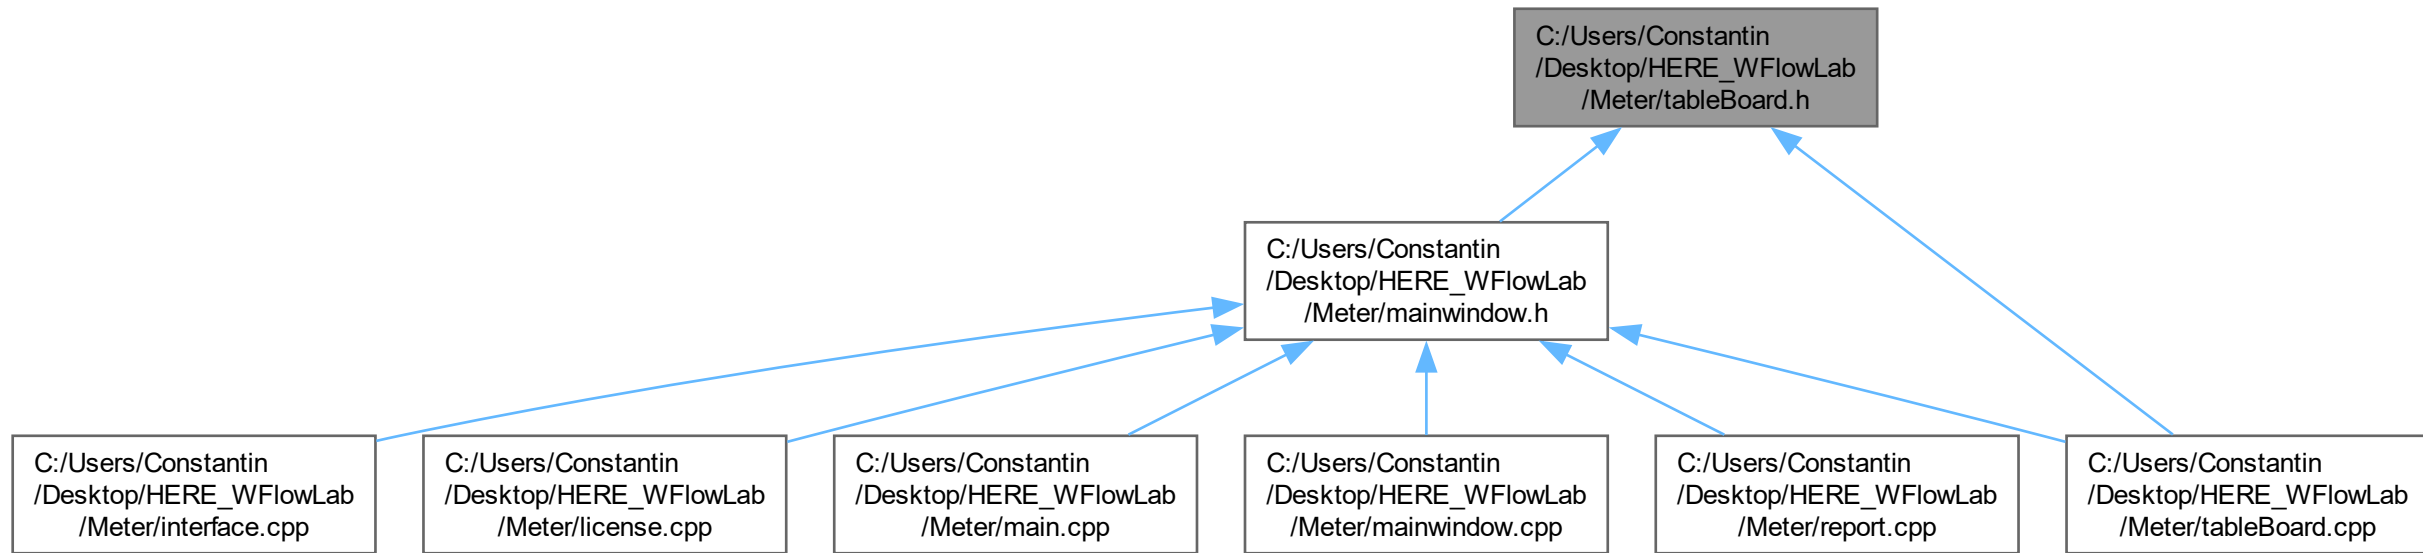 C:/Users/Constantin
/Desktop/HERE_WFlowLab
/Meter/tableBoard.h
C:/Users/Constantin
/Desktop/HERE_WFlowLab
/Meter/mainwindow.h
C:/Users/Constantin
/Desktop/HERE_WFlowLab
/Meter/interface.cpp
C:/Users/Constantin
/Desktop/HERE_WFlowLab
/Meter/license.cpp
C:/Users/Constantin
/Desktop/HERE_WFlowLab
/Meter/main.cpp
C:/Users/Constantin
/Desktop/HERE_WFlowLab
/Meter/mainwindow.cpp
C:/Users/Constantin
/Desktop/HERE_WFlowLab
/Meter/report.cpp
C:/Users/Constantin
/Desktop/HERE_WFlowLab
/Meter/tableBoard.cpp